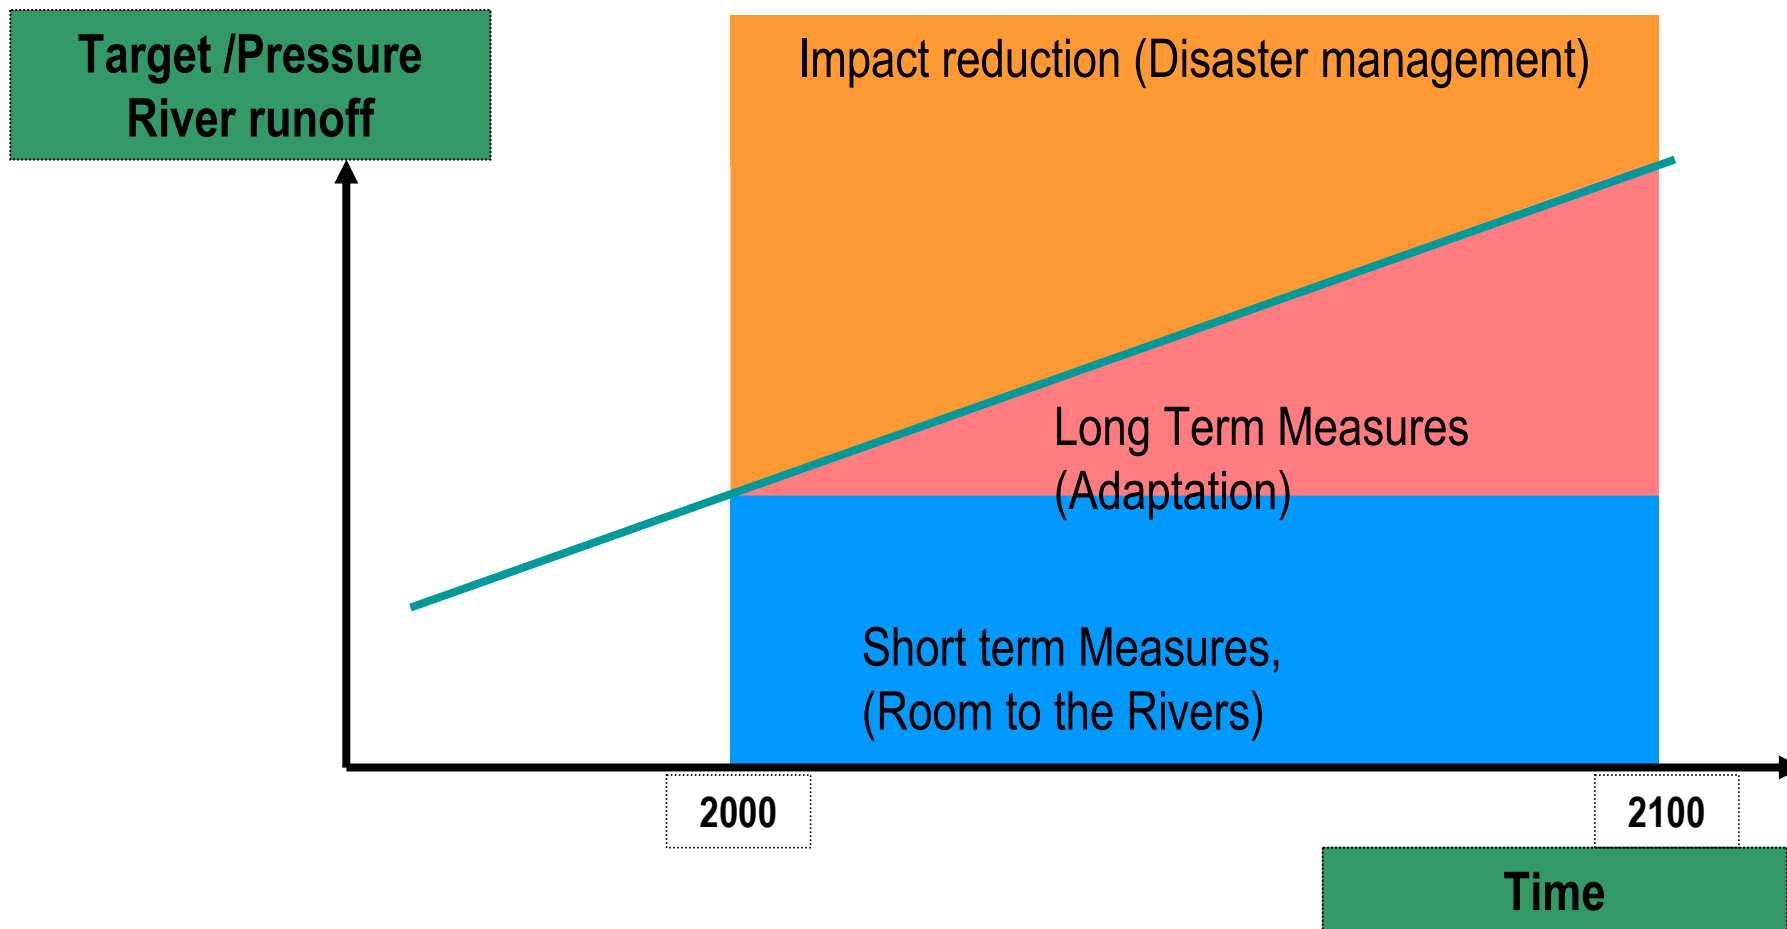 Target /Pressure
River runoff
Impact reduction (Disaster management)
Long Term Measures
(Adaptation)
Short term Measures,
(Room to the Rivers)
2000
2100
Time